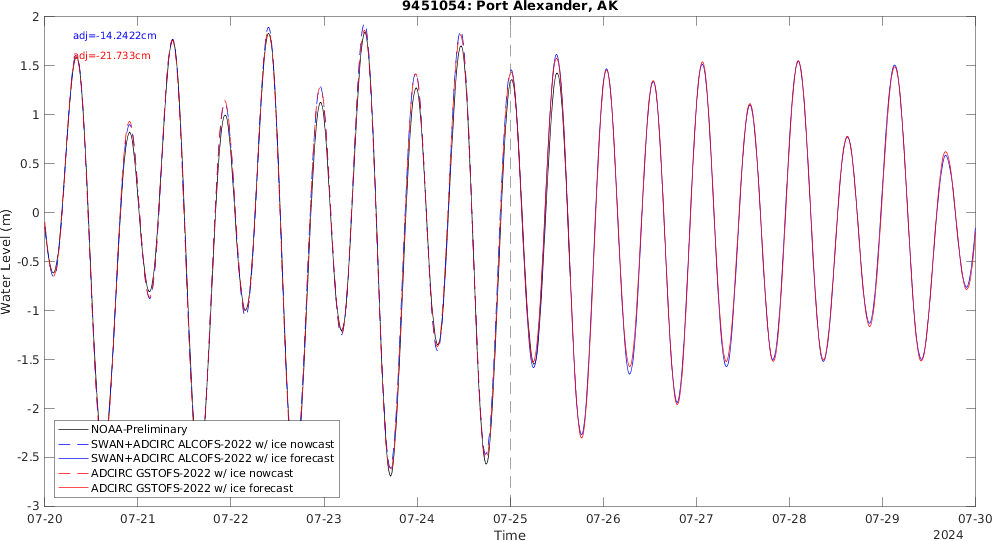 9451054: Port Alexander, AK
adj=-14.2422cm
adj=-21.733cm
2
1.5
1
0.5
0
-0.5
-1
-1.5
-2
-2.5
-3
Water Level (m)
NOAA-Preliminary
SWAN+ADCIRC ALCOFS-2022 w/ ice nowcast
SWAN+ADCIRC ALCOFS-2022 w/ ice forecast
ADCIRC GSTOFS-2022 w/ ice nowcast
ADCIRC GSTOFS-2022 w/ ice forecast
07-20 07-21 07-22 07-23 07-24 07-25 07-26 07-27 07-28 07-29 07-30
Time
2024